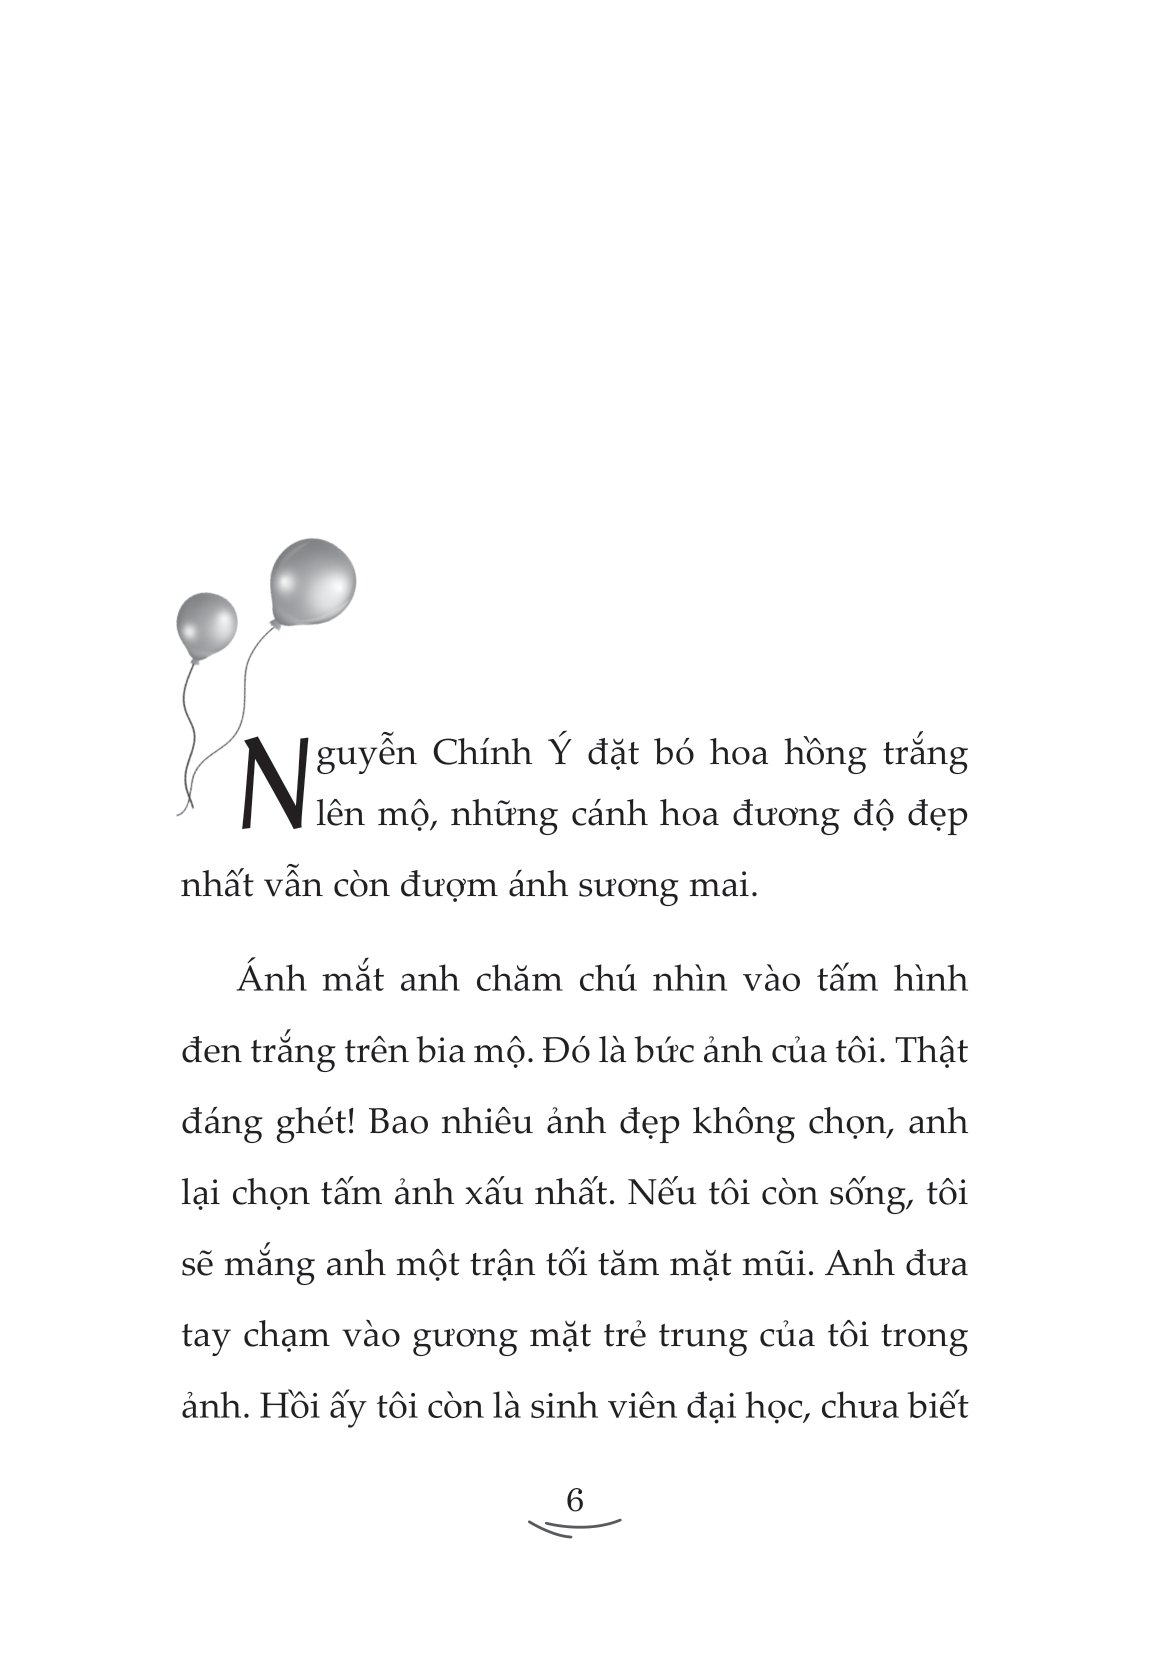 Nguyễn Chính Ý đặt bó hoa hồng trắng
lên mộ, những cánh hoa đương độ đẹp
nhất vẫn còn đượm ánh sương mai.
Ánh mắt anh chăm chú nhìn vào tấm hình
đen trắng trên bia mộ. Đó là bức ảnh của tôi. Thật
đáng ghét! Bao nhiêu ảnh đẹp không chọn, anh
lại chọn tấm ảnh xấu nhất. Nếu tôi còn sống, tôi
sẽ mắng anh một trận tối tăm mặt mũi. Anh đưa
tay chạm vào gương mặt trẻ trung của tôi trong
ảnh. Hồi ấy tôi còn là sinh viên đại học, chưa biết
6